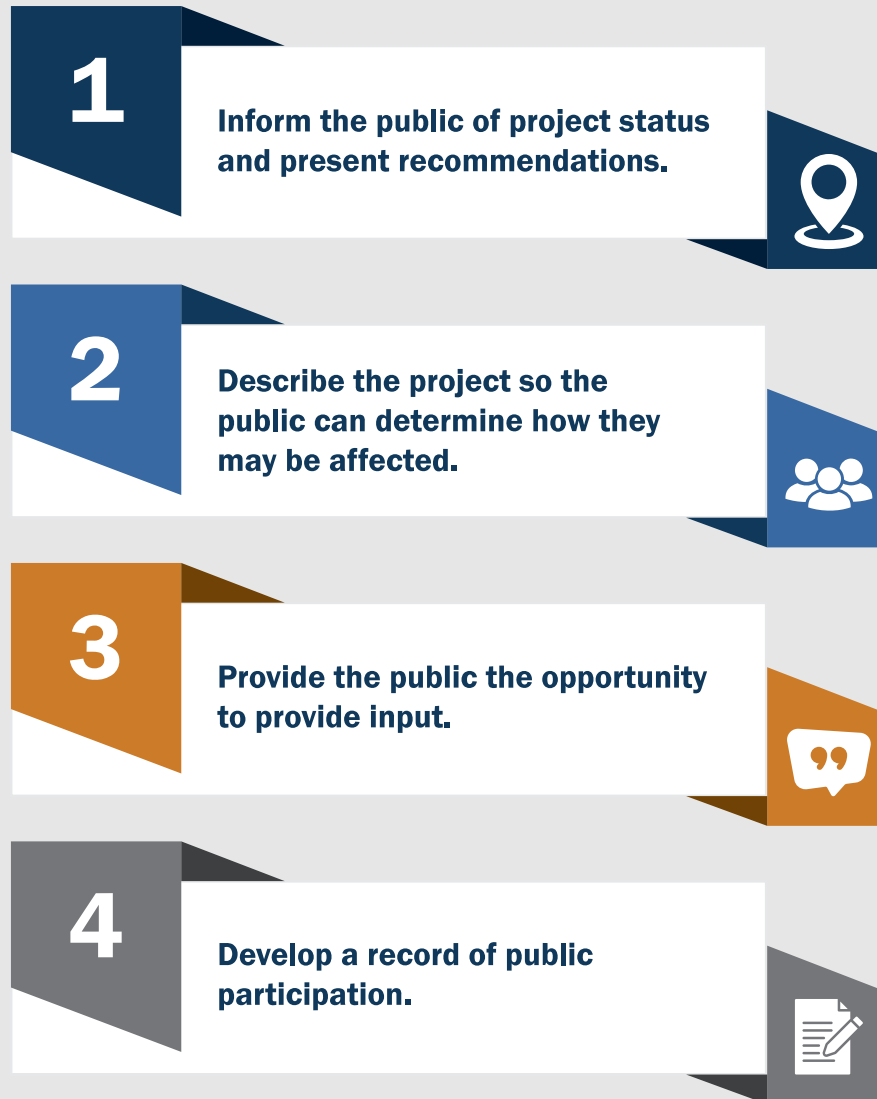 1
Inform the public of project status
and present recommendations.
2
Describe the project so the
public can determine how they
may be affected.
3
Provide the public the opportunity
to provide input.
4
Develop a record of public
participation.